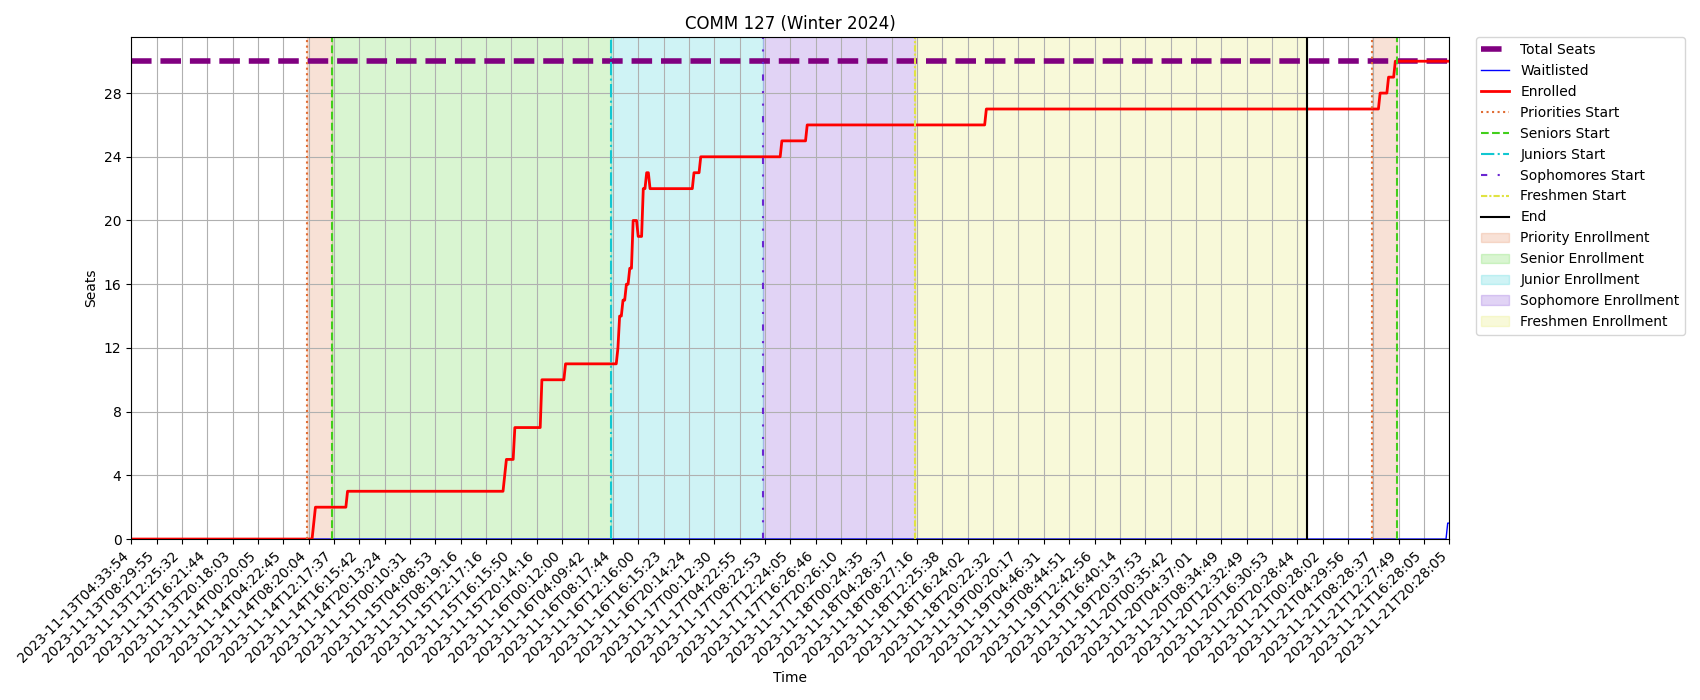 COMM 127 (Winter 2024)
Seats
28
24
20
16
12
8
4
0
2023-11-13T04:33:54
2023-11-13T08:29:55
2023-11-13T12:25:32
2023-11-13T16:21:44
2023-11-13T20:18:03
2023-11-14T00:20:05
2023-11-14T04:22:45
2023-11-14T08:20:04
2023-11-14T12:17:37
2023-11-14T16:15:42
2023-11-14T20:13:24
2023-11-15T00:10:31
2023-11-15T04:08:53
2023-11-15T08:19:16
2023-11-15T12:17:16
2023-11-15T16:15:50
2023-11-15T20:14:16
2023-11-16T00:12:00
2023-11-16T04:09:42
2023-11-16T08:17:44
2023-11-16T12:16:00
2023-11-16T16:15:23
2023-11-16T20:14:24
2023-11-17T00:12:30
2023-11-17T04:22:55
2023-11-17T08:22:53
2023-11-17T12:24:05
2023-11-17T16:26:46
2023-11-17T20:26:10
2023-11-18T00:24:35
2023-11-18T04:28:37
2023-11-18T08:27:16
2023-11-18T12:25:38
2023-11-18T16:24:02
2023-11-18T20:22:32
2023-11-19T00:20:17
2023-11-19T04:46:31
2023-11-19T08:44:51
2023-11-19T12:42:56
2023-11-19T16:40:14
2023-11-19T20:37:53
2023-11-20T00:35:42
2023-11-20T04:37:01
2023-11-20T08:34:49
2023-11-20T12:32:49
2023-11-20T16:30:53
2023-11-20T20:28:44
2023-11-21T00:28:02
2023-11-21T04:29:56
2023-11-21T08:28:37
2023-11-21T12:27:49
2023-11-21T16:28:05
2023-11-21T20:28:05
Time
Total Seats
Waitlisted
Enrolled
Priorities Start
Seniors Start
Juniors Start
Sophomores Start
Freshmen Start
End
Priority Enrollment
Senior Enrollment
Junior Enrollment
Sophomore Enrollment
Freshmen Enrollment